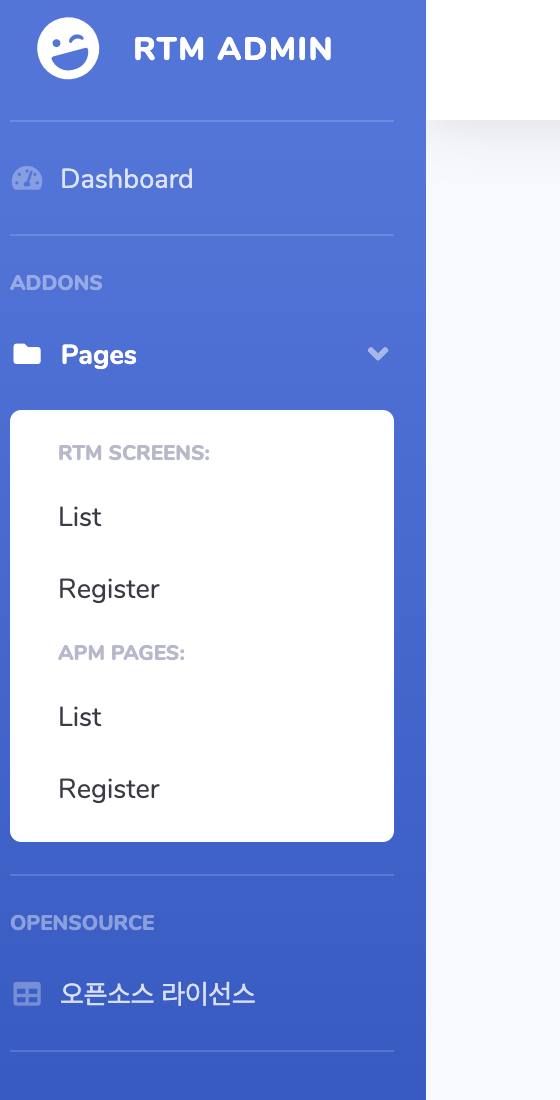 RTM ADMIN
Dashboard
ADDONS
Pages
RTM SCREENS:
List
Register
APM PAGES:
List
Register
OPENSOURCE
오픈소스 라이선스